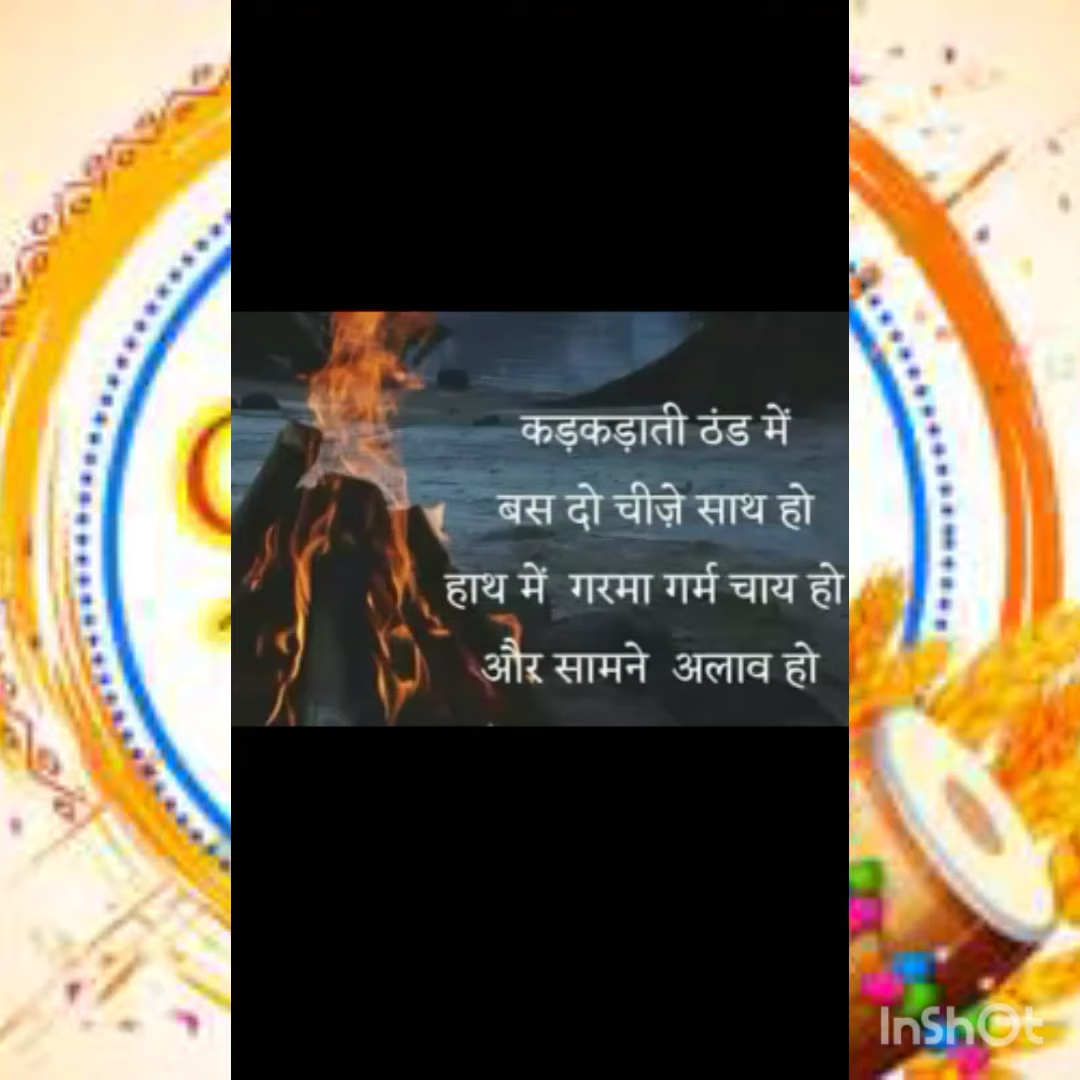 कड़कड़ाती ठंड में
बस दो चीज़े साथ हो
हाथ में गरमा गर्म चाय हो
और सामने अलाव हो
InShOt